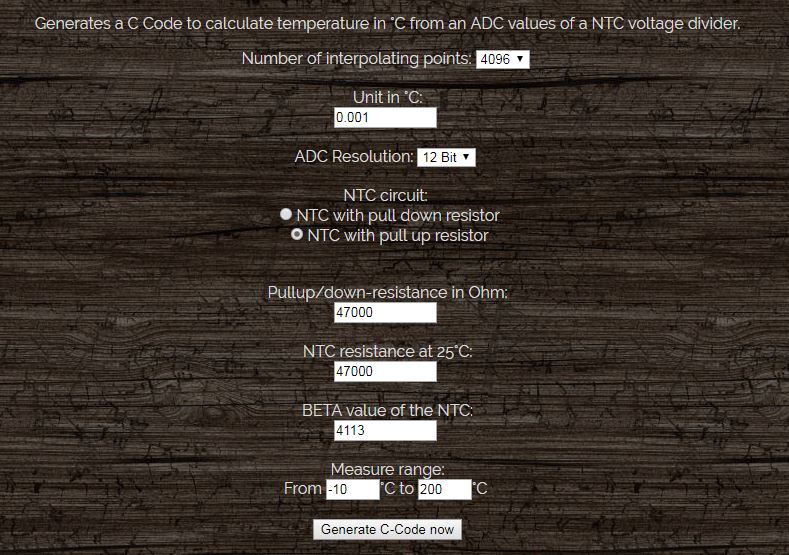 Generates a C Code to calculate temperature in °C from an ADC values of a NTC voltage divider.
Number of interpolating points: 4096
Unit in °C:
0.001
ADC Resolution: 12 Bit
NTC circuit:
NTC with pull down resistor
NTC with pull up resistor
Pullup/down-resistance in Ohm:
47000
NTC resistance at 25°C:
47000
BETA value of the NTC:
4113
Measure range:
From -10 °C to 200 °C
Generate C-Code now